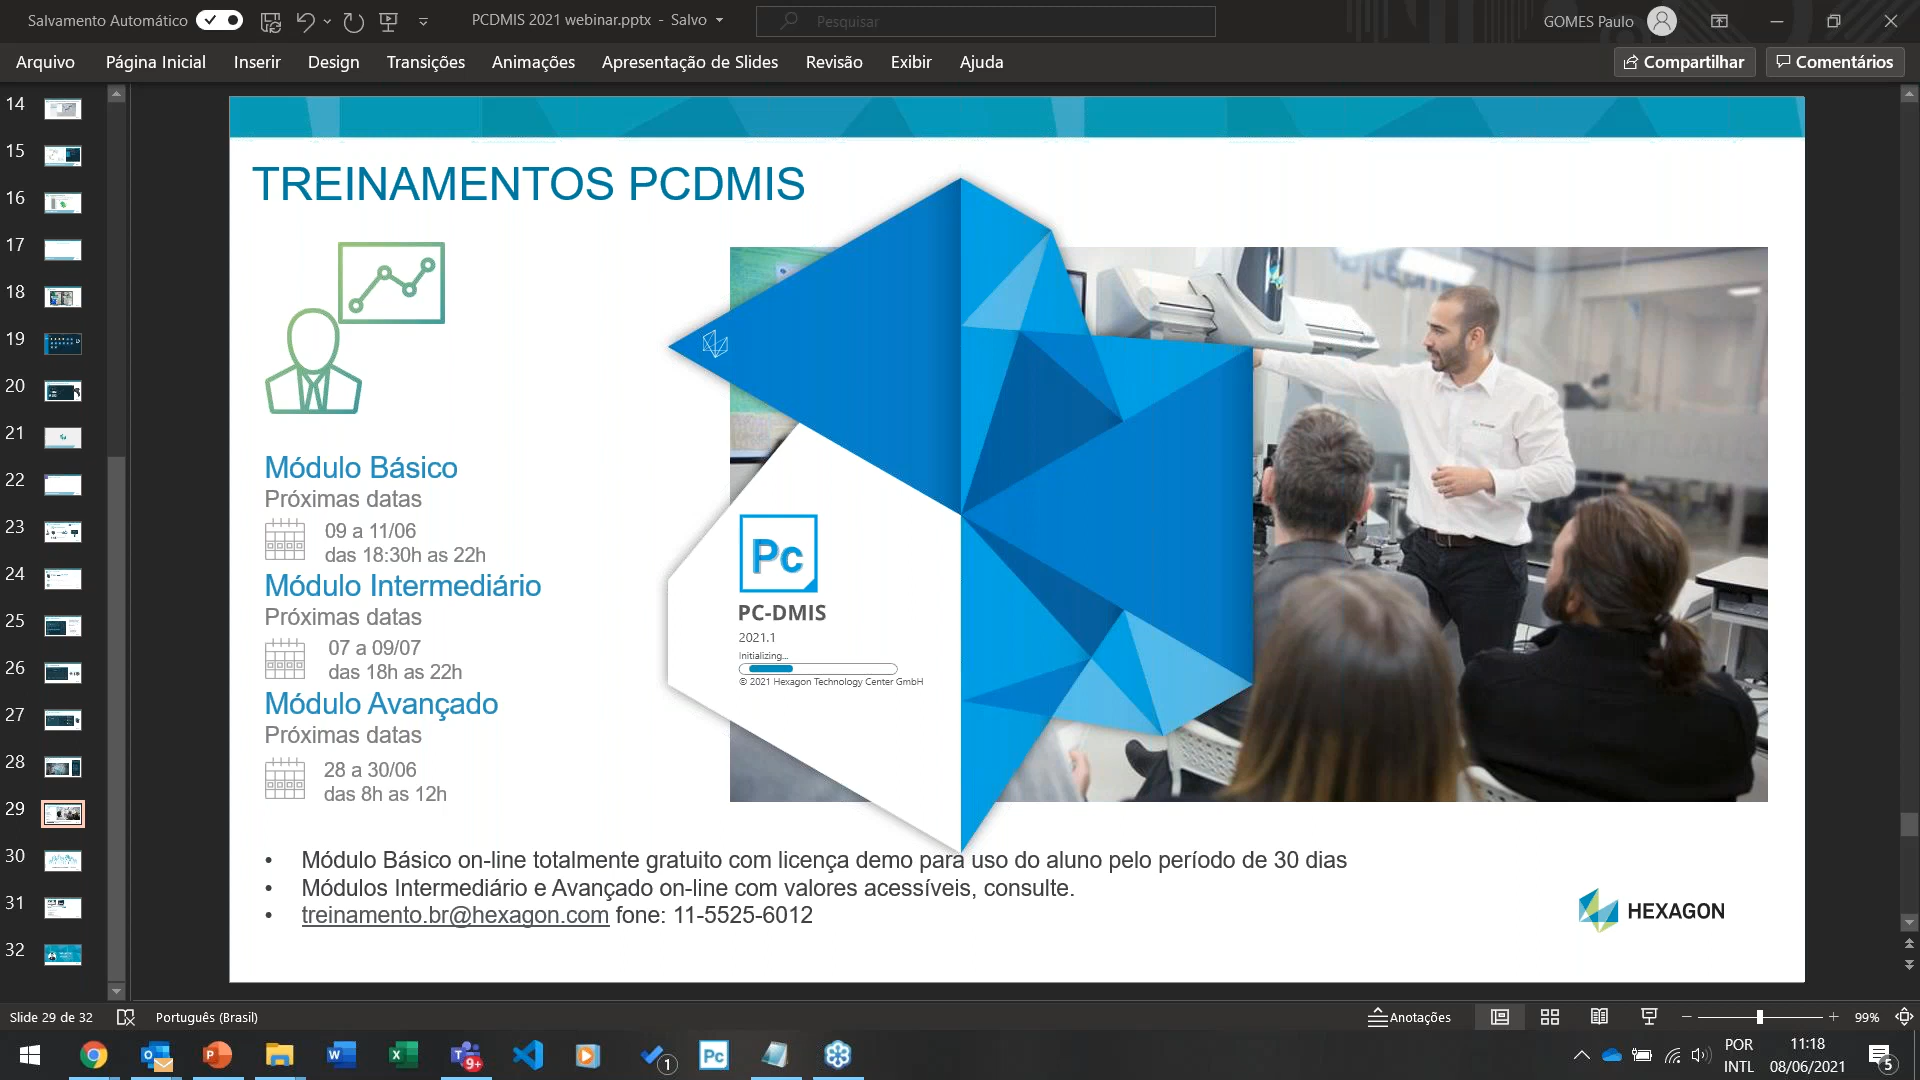 Salvamento Automático
PCDMIS 2021 webinar.pptx - Salvo
Pesquisar
GOMES Paulo
Arquivo
Página Inicial
Inserir
Design
Transições
Animações
Apresentação de Slides
Revisão
Exibir
Ajuda
Compartilhar
Comentários
14
15
16
17
18
19
20
21
22
23
24
25
26
27
28
29
30
31
32
TREINAMENTOS PCDMIS
Módulo Básico
Próximas datas
09 a 11/06
das 18:30h as 22h
Módulo Intermediário
Próximas datas
07 a 09/07
das 18h as 22h
Módulo Avançado
Próximas datas
28 a 30/06
das 8h as 12h
Pc
PC-DMIS
2021.1
Initializing...
© 2021 Hexagon Technology Center GmbH
• Módulo Básico on-line totalmente gratuito com licença demo para uso do aluno pelo período de 30 dias
• Módulos Intermediário e Avançado on-line com valores acessíveis, consulte.
• treinamento.br@hexagon.com fone: 11-5525-6012
HEXAGON
Slide 29 de 32
Português (Brasil)
Anotações
99%
9+
1
Pc
POR
INTL
11:18
08/06/2021
5